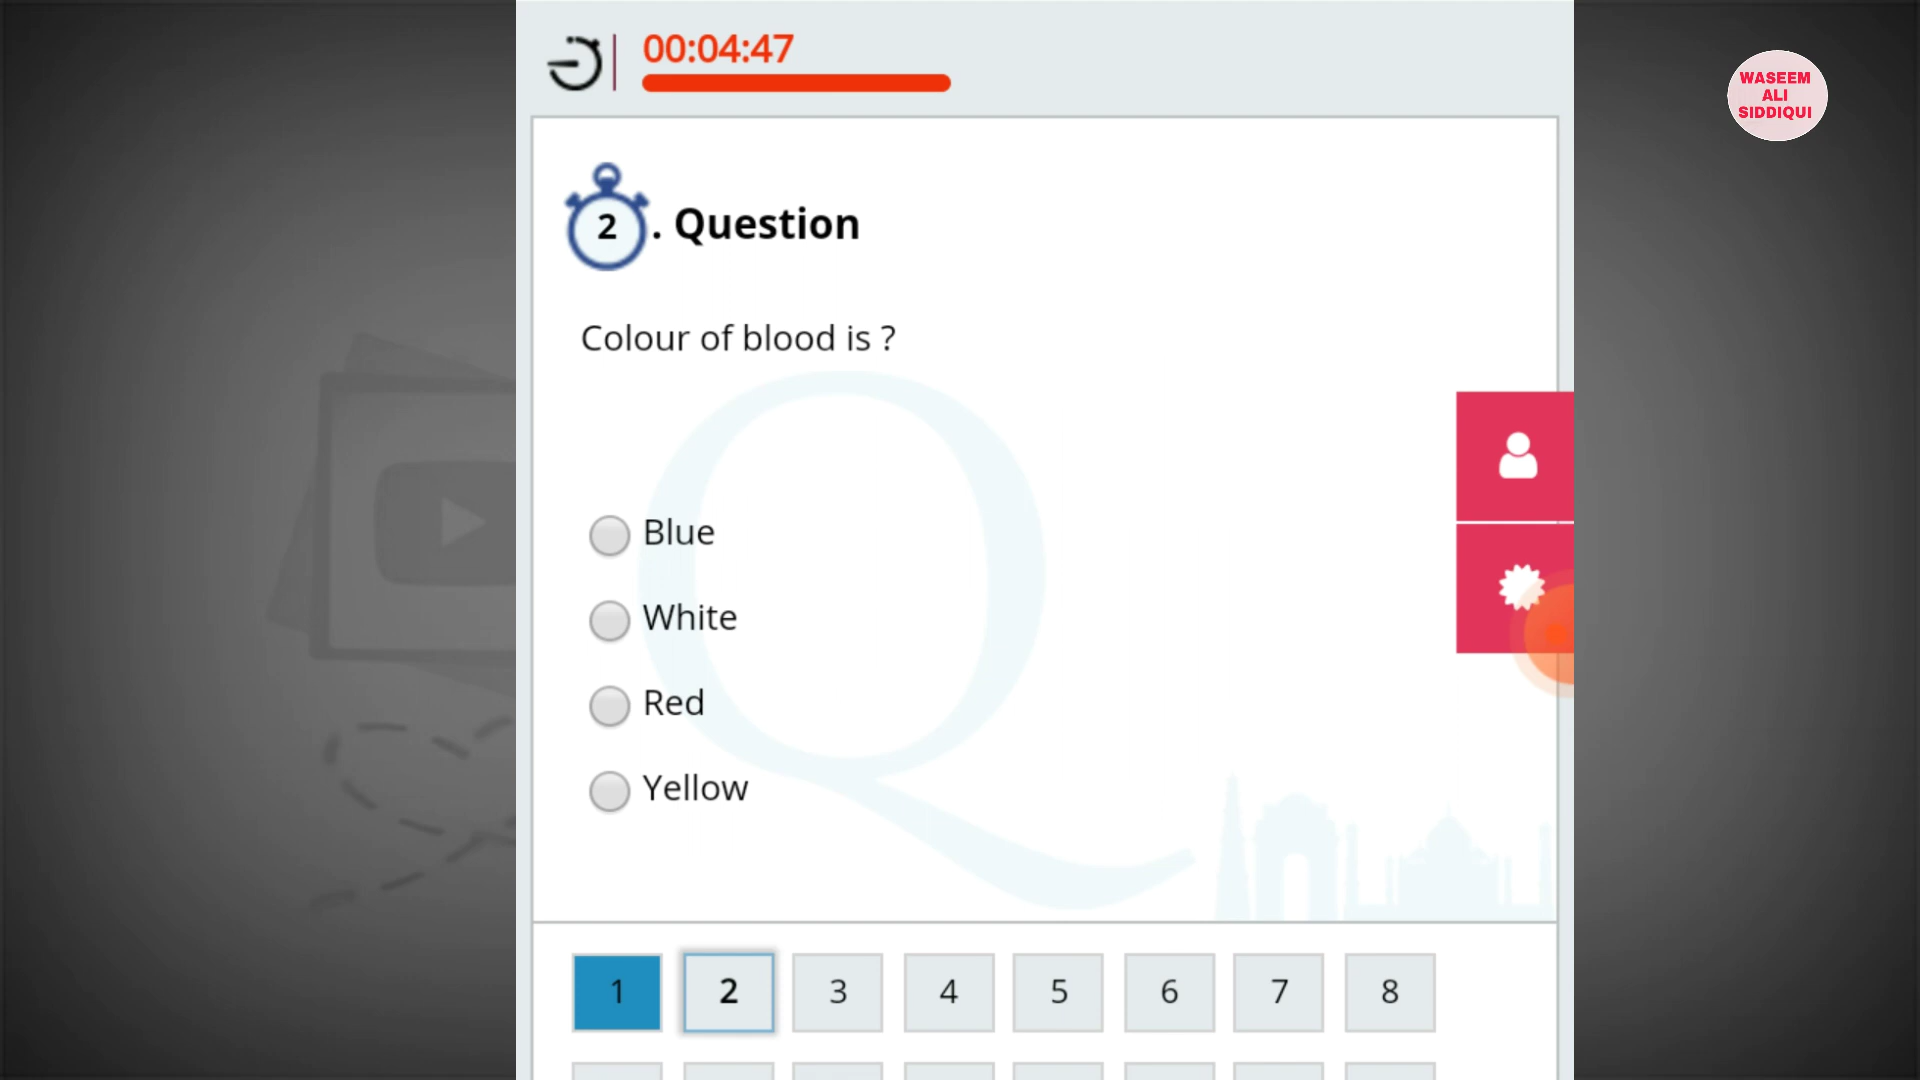 00:04:47
WASEEM
ALI
SIDDIQUI
2 . Question
Colour of blood is ?
Blue
White
Red
Yellow
1 2 3 4 5 6 7 8